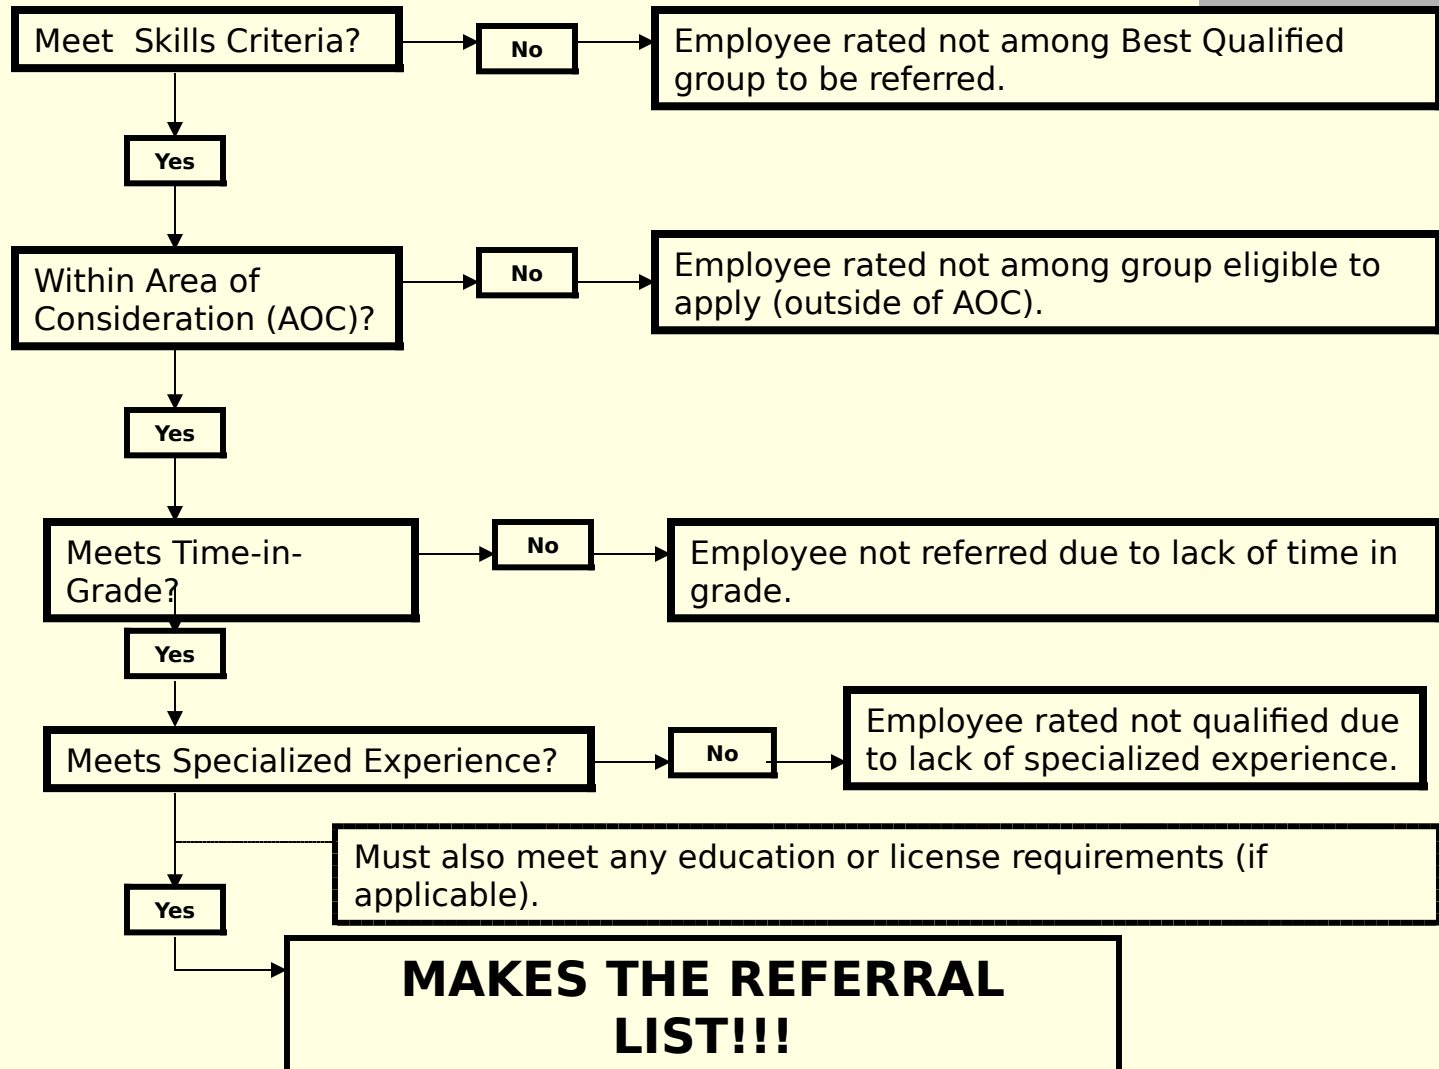 Meet  Skills Criteria?
No
Employee rated not among Best Qualified
group to be referred.
Yes
Within Area of
Consideration (AOC)?
No
Employee rated not among group eligible to
apply (outside of AOC).
Yes
Meets Time-in-
Grade?
No
Employee not referred due to lack of time in
grade.
Yes
Meets Specialized Experience?
No
Employee rated not qualified due
to lack of specialized experience.
Must also meet any education or license requirements (if
applicable).
Yes
MAKES THE REFERRAL
LIST!!!